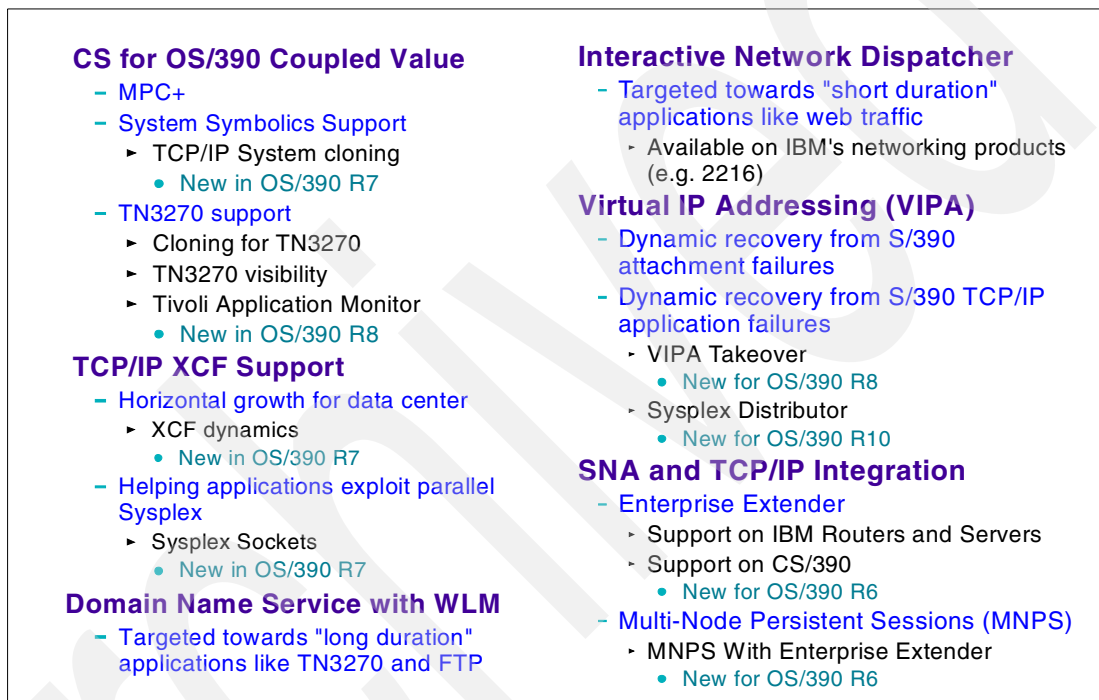 CS for OS/390 Coupled Value
– MPC+
– System Symbolics Support
► TCP/IP System cloning
• New in OS/390 R7
– TN3270 support
► Cloning for TN3270
► TN3270 visibility
► Tivoli Application Monitor
• New in OS/390 R8
TCP/IP XCF Support
– Horizontal growth for data center
► XCF dynamics
• New in OS/390 R7
– Helping applications exploit parallel
Sysplex
► Sysplex Sockets
• New in OS/390 R7
Domain Name Service with WLM
– Targeted towards "long duration"
applications like TN3270 and FTP
Interactive Network Dispatcher
– Targeted towards "short duration"
applications like web traffic
► Available on IBM's networking products
(e.g. 2216)
Virtual IP Addressing (VIPA)
– Dynamic recovery from S/390
attachment failures
– Dynamic recovery from S/390 TCP/IP
application failures
► VIPA Takeover
• New for OS/390 R8
► Sysplex Distributor
• New for OS/390 R10
SNA and TCP/IP Integration
– Enterprise Extender
► Support on IBM Routers and Servers
► Support on CS/390
• New for OS/390 R6
– Multi-Node Persistent Sessions (MNPS)
► MNPS With Enterprise Extender
• New for OS/390 R6